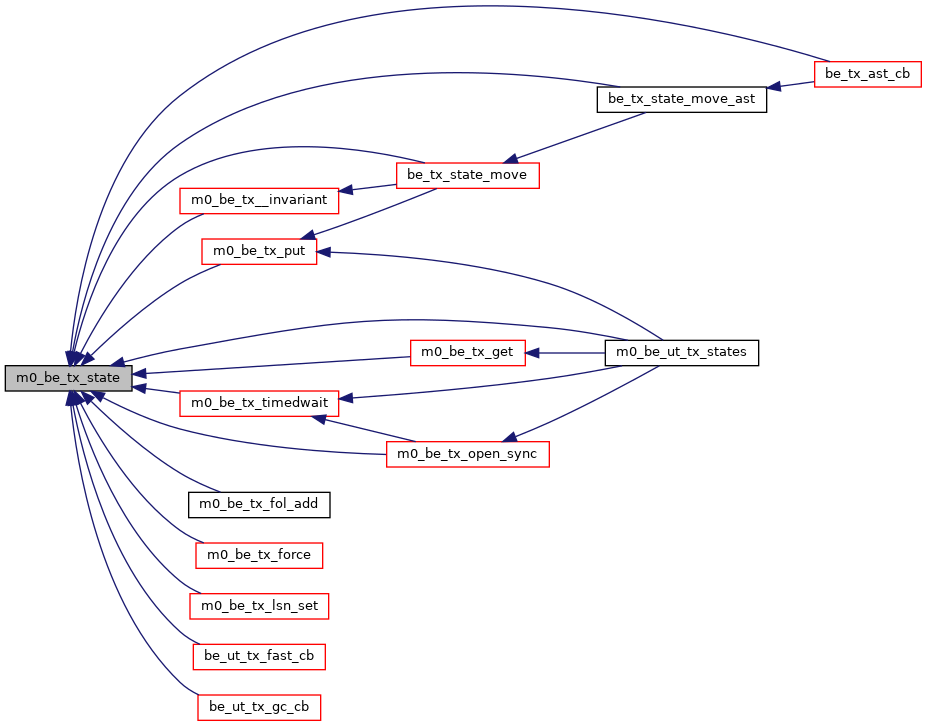 be_tx_ast_cb
be_tx_state_move_ast
be_tx_state_move
m0_be_tx__invariant
m0_be_tx_put
m0_be_tx_get
m0_be_ut_tx_states
m0_be_tx_state
m0_be_tx_timedwait
m0_be_tx_open_sync
m0_be_tx_fol_add
m0_be_tx_force
m0_be_tx_lsn_set
be_ut_tx_fast_cb
be_ut_tx_gc_cb